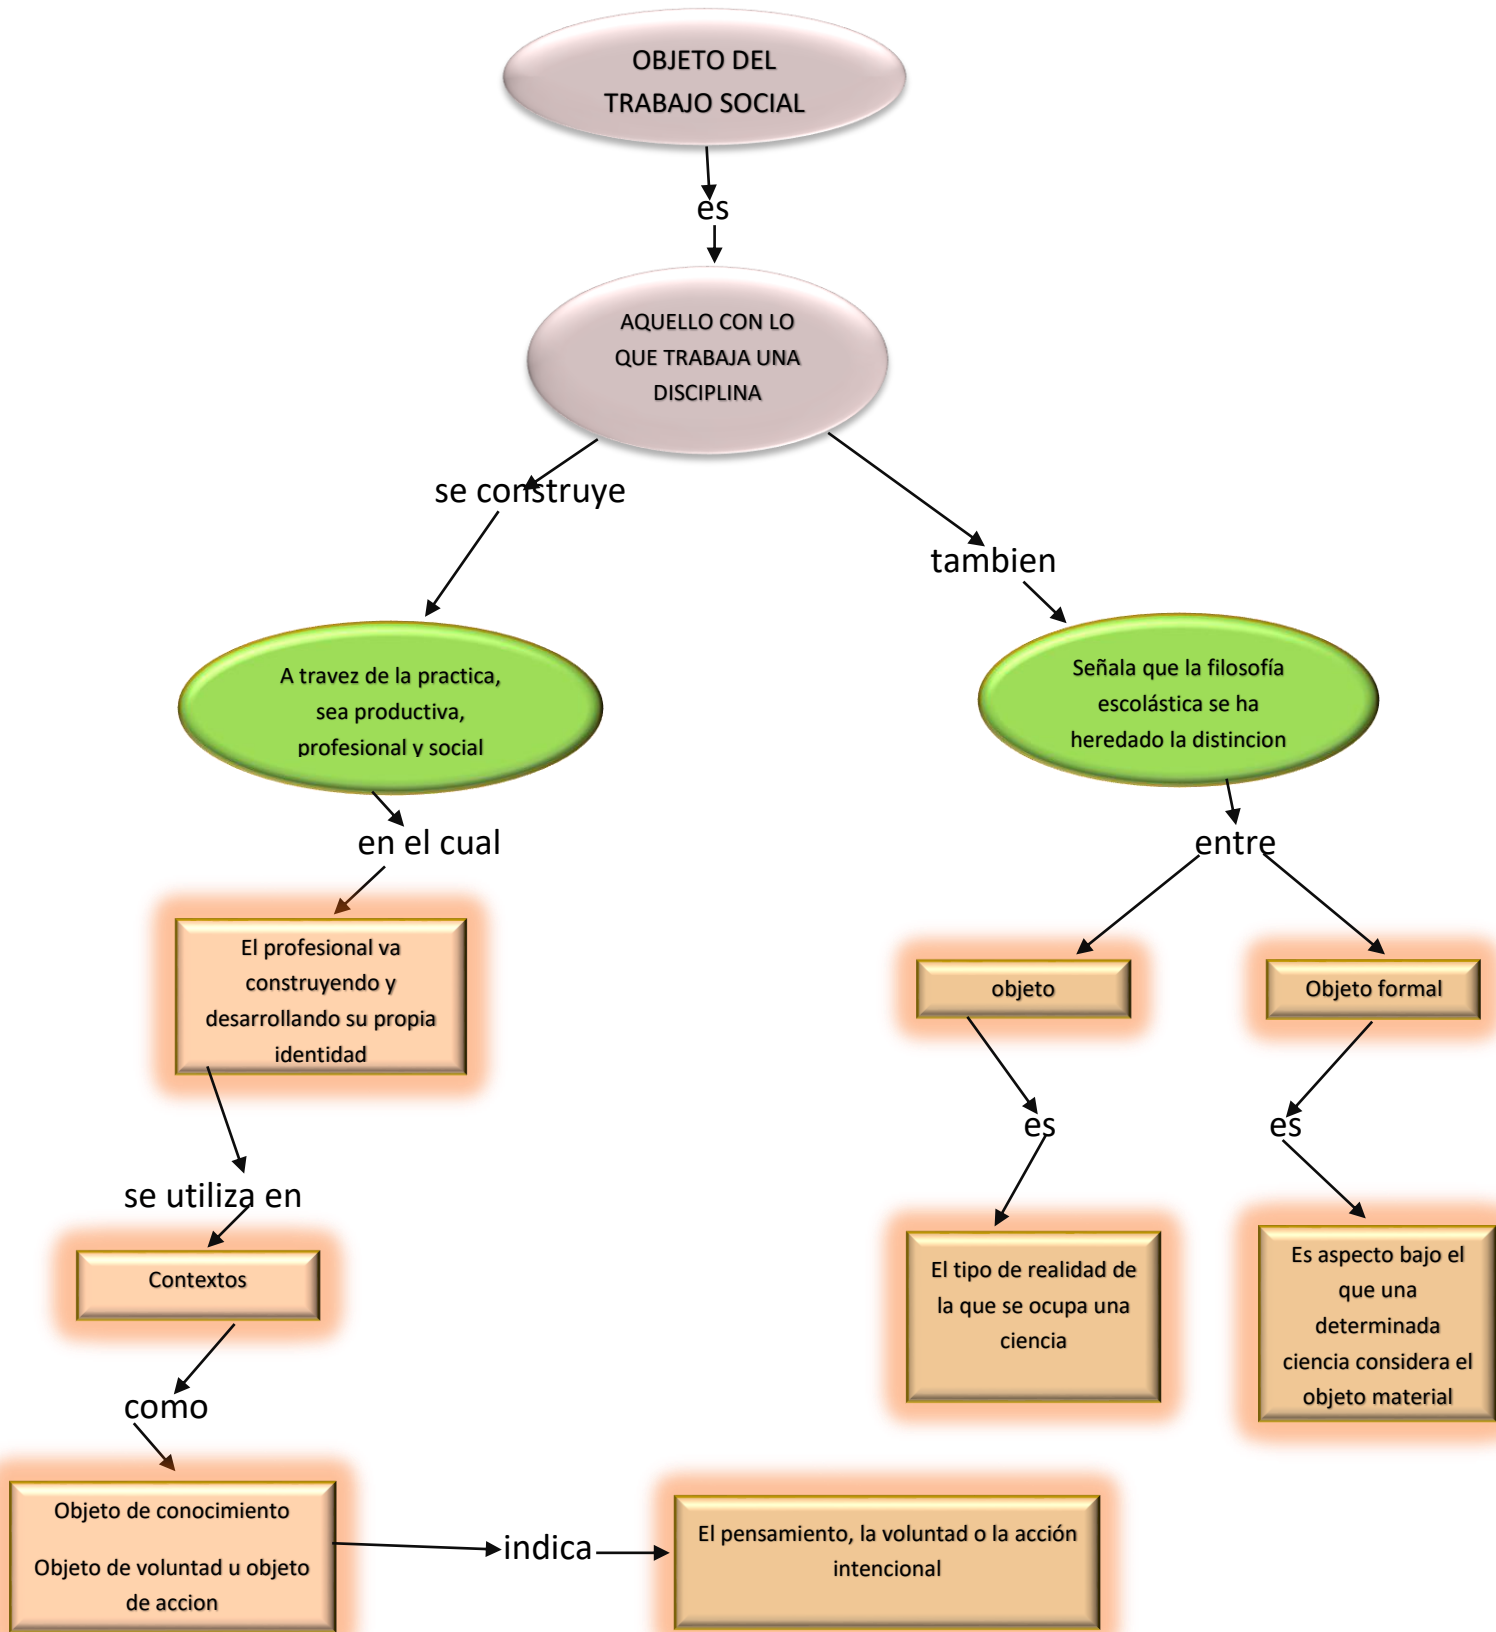 OBJETO DEL
TRABAJO SOCIAL
es
AQUELLO CON LO
QUE TRABAJA UNA
DISCIPLINA
se construye
tambien
A travez de la practica,
sea productiva,
profesional y social
Señala que la filosofía
escolástica se ha
heredado la distincion
en el cual
entre
El profesional va
construyendo y
desarrollando su propia
identidad
objeto
Objeto formal
es
es
se utiliza en
Contextos
El tipo de realidad de
la que se ocupa una
ciencia
Es aspecto bajo el
que una
determinada
ciencia considera el
objeto material
como
Objeto de conocimiento
Objeto de voluntad u objeto
de accion
indica
El pensamiento, la voluntad o la acción
intencional